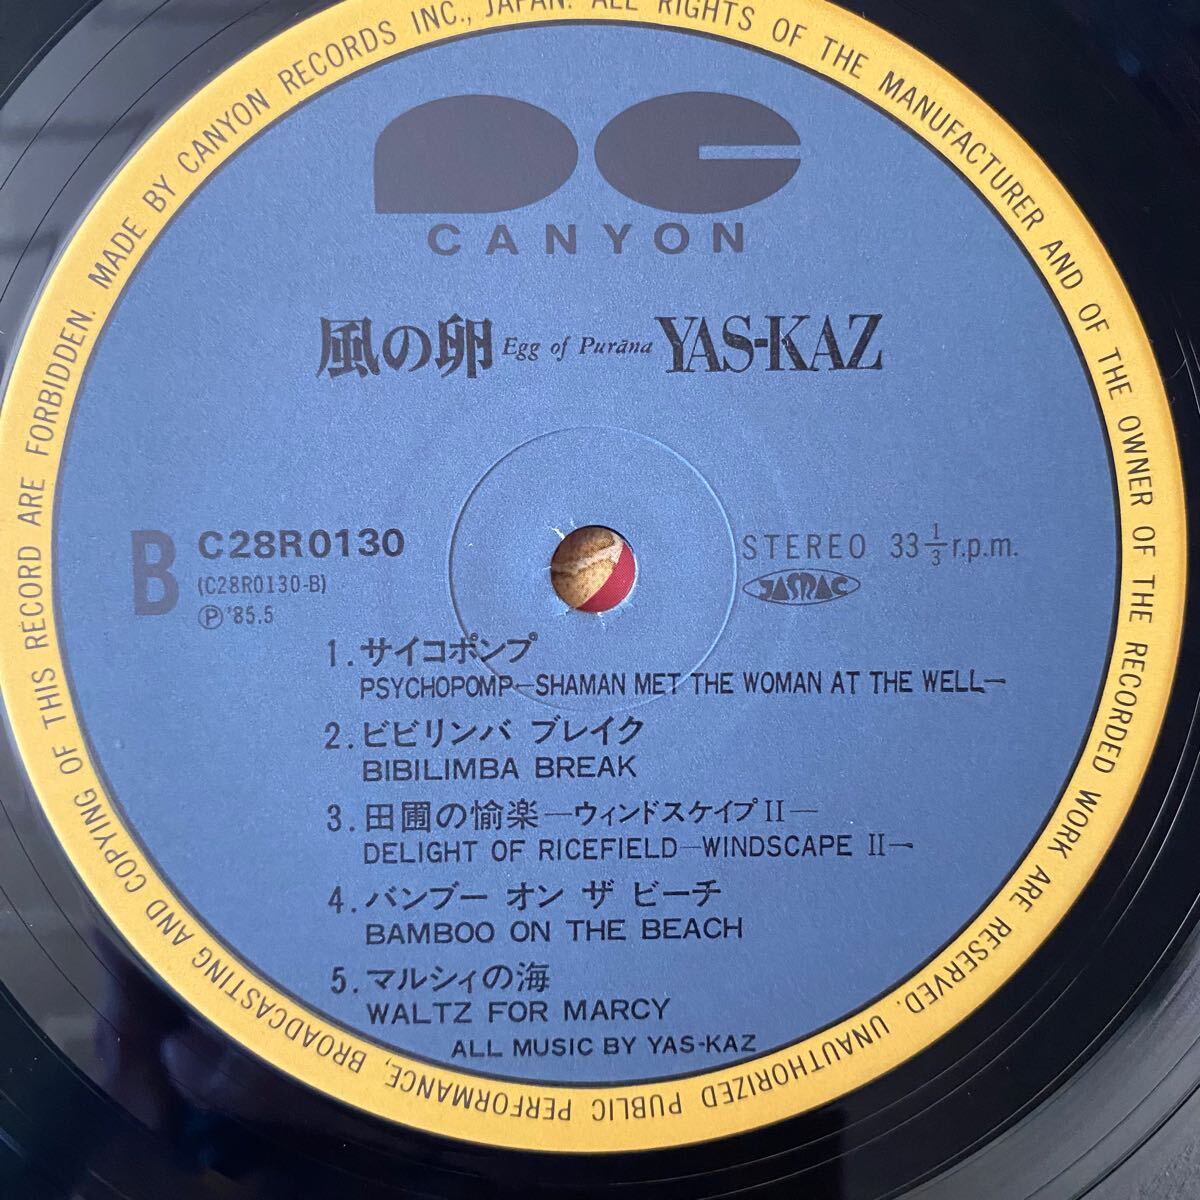 MADE BY CANYON RECORDS INC., JAPAN. ALL RIGHTS OF THE MANUFACTURER AND OF THE OWNER OF THE RECORDED WORK ARE RESERVED. UNAUTHORIZED PUBLIC PERFORMANCE, BROADCASTING AND COPYING OF THIS RECORD ARE FORBIDDEN.
PC
CANYON
風の卵 Egg of Purāna YAS-KAZ
B C28R0130 STEREO 33 1/3 r.p.m.
(C28R0130-B) JASRAC
Ⓟ'85.5
1. サイコポンプ
PSYCHOPOMP—SHAMAN MET THE WOMAN AT THE WELL—
2. ビビリンバ ブレイク
BIBILIMBA BREAK
3. 田圃の愉楽—ウィンドスケイプⅡ—
DELIGHT OF RICEFIELD—WINDSCAPE Ⅱ—
4. バンブー オン ザ ビーチ
BAMBOO ON THE BEACH
5. マルシィの海
WALTZ FOR MARCY
ALL MUSIC BY YAS-KAZ